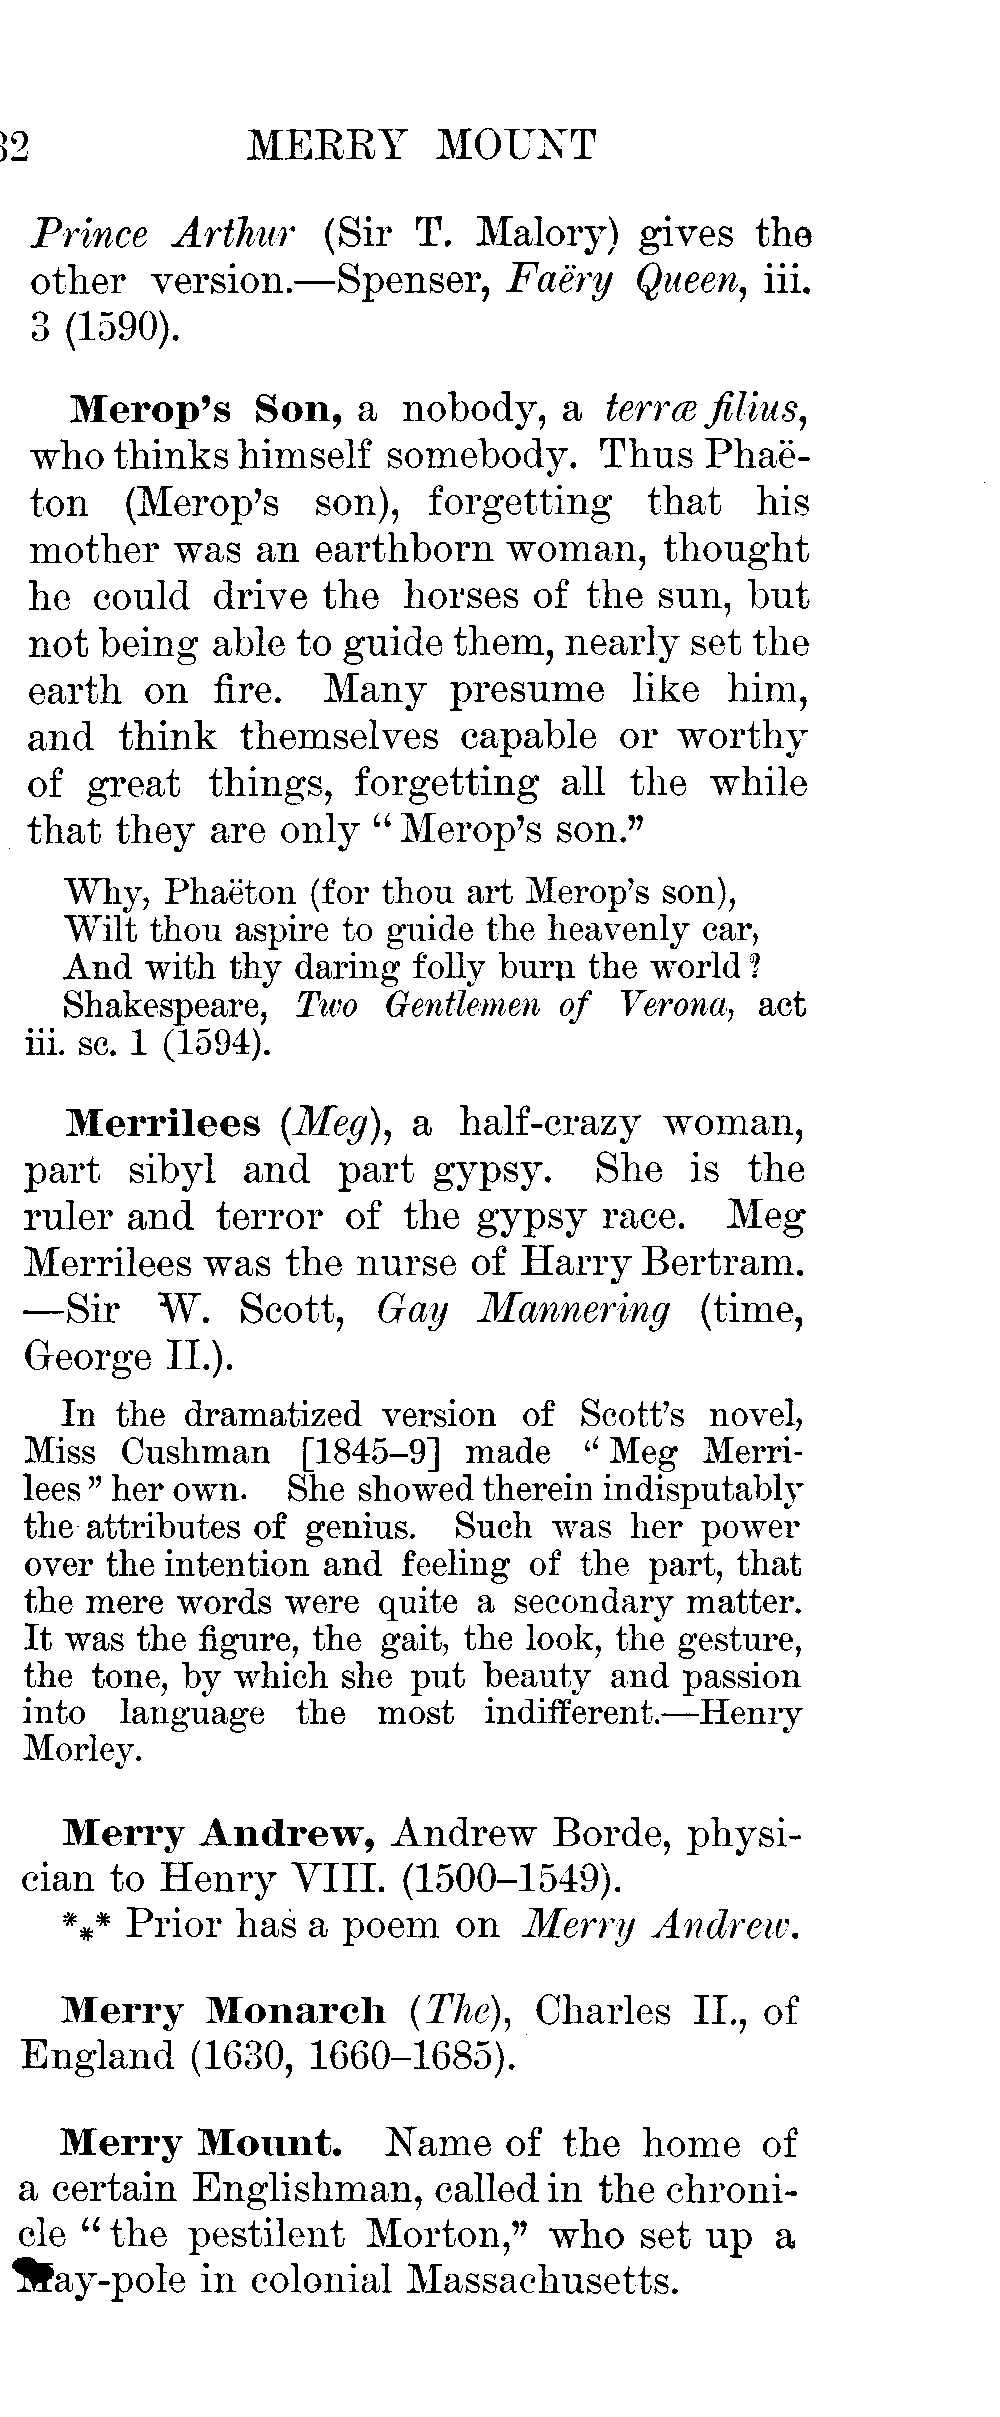 32 MERRY MOUNT
Prince Arthur (Sir T. Malory) gives the
other version.—Spenser, Faëry Queen, iii.
3 (1590).
Merop's Son, a nobody, a terræ filius,
who thinks himself somebody. Thus Phaë-
ton (Merop's son), forgetting that his
mother was an earthborn woman, thought
he could drive the horses of the sun, but
not being able to guide them, nearly set the
earth on fire. Many presume like him,
and think themselves capable or worthy
of great things, forgetting all the while
that they are only “Merop's son.”
Why, Phaëton (for thou art Merop's son),
Wilt thou aspire to guide the heavenly car,
And with thy daring folly burn the world?
Shakespeare, Two Gentlemen of Verona, act
iii. sc. 1 (1594).
Merrilees (Meg), a half-crazy woman,
part sibyl and part gypsy. She is the
ruler and terror of the gypsy race. Meg
Merrilees was the nurse of Harry Bertram.
—Sir W. Scott, Gay Mannering (time,
George II.).
In the dramatized version of Scott's novel,
Miss Cushman [1845–9] made “Meg Merri-
lees” her own. She showed therein indisputably
the attributes of genius. Such was her power
over the intention and feeling of the part, that
the mere words were quite a secondary matter.
It was the figure, the gait, the look, the gesture,
the tone, by which she put beauty and passion
into language the most indifferent.—Henry
Morley.
Merry Andrew, Andrew Borde, physi-
cian to Henry VIII. (1500–1549).
*⁎* Prior has a poem on Merry Andrew.
Merry Monarch (The), Charles II., of
England (1630, 1660–1685).
Merry Mount. Name of the home of
a certain Englishman, called in the chroni-
cle “the pestilent Morton,” who set up a
May-pole in colonial Massachusetts.